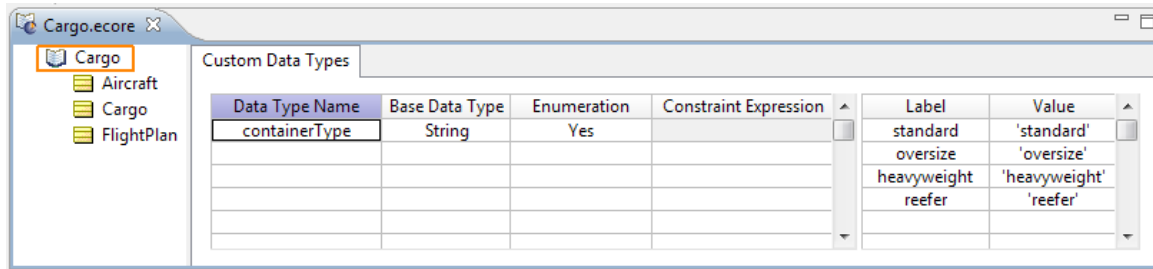 Cargo.ecore
Cargo
Custom Data Types
Aircraft
Cargo
FlightPlan
Data Type Name Base Data Type Enumeration Constraint Expression Label Value
containerType String Yes standard 'standard'
oversize 'oversize'
heavyweight 'heavyweight'
reefer 'reefer'